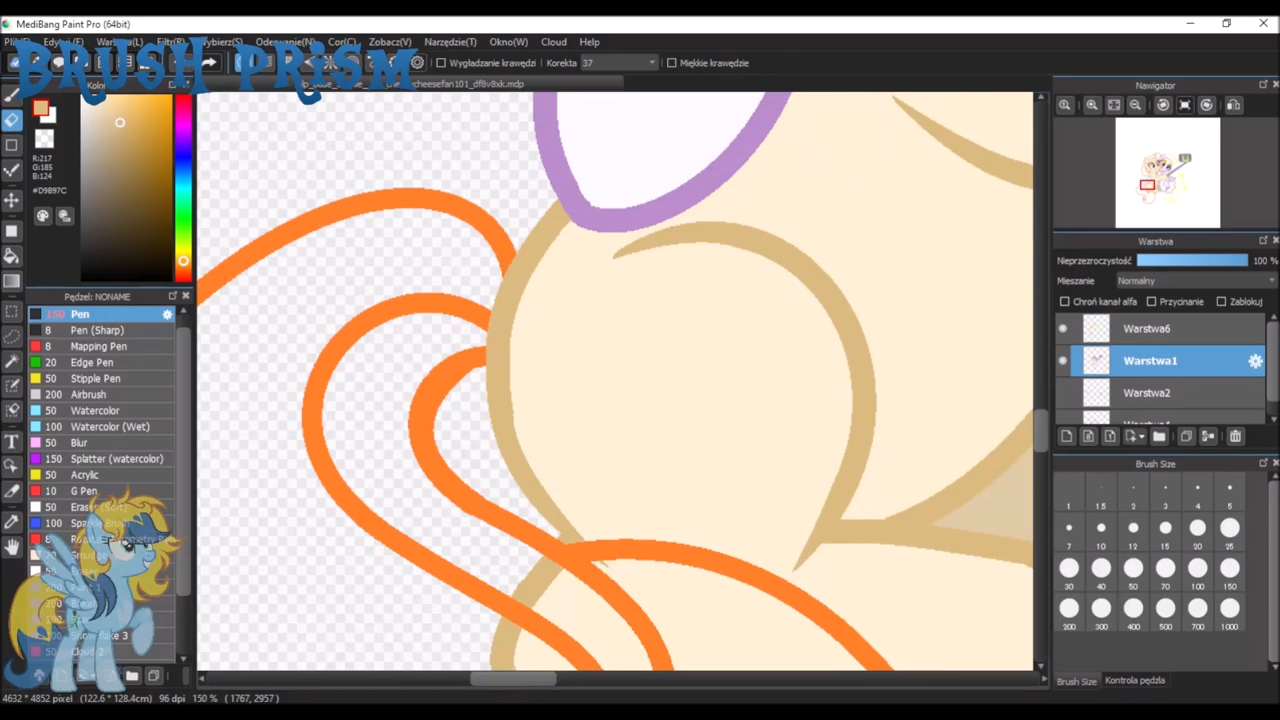 MediBang Paint Pro (64bit)
BRUSH PRISM
Narzędzie(T) Okno(W) Cloud Help
Cor(C) Zobacz(V)
Wygładzanie krawędzi Korekta 37 Miękkie krawędzie
Kolor
R:217
G:185
B:124
#D9B97C
Pędzel: NONAME
150 Pen
8 Pen (Sharp)
8 Mapping Pen
20 Edge Pen
50 Stipple Pen
200 Airbrush
50 Watercolor
100 Watercolor (Wet)
50 Blur
150 Splatter (watercolor)
50 Acrylic
10 G Pen
50 Eraser (Soft)
100
8
50 Cloud 2
Nawigator
Warstwa
Nieprzezroczystość 100 %
Mieszanie Normalny
Chroń kanał alfa Przycinanie Zablokuj
Warstwa6
Warstwa1
Warstwa2
Brush Size
1 1.5 2 3 4 5
7 10 12 15 20 25
30 40 50 70 100 150
200 300 400 500 700 1000
Brush Size Kontrola pędzla
4632 * 4852 pixel (122.6 * 128.4cm) 96 dpi 150 % ( 1767, 2957 )